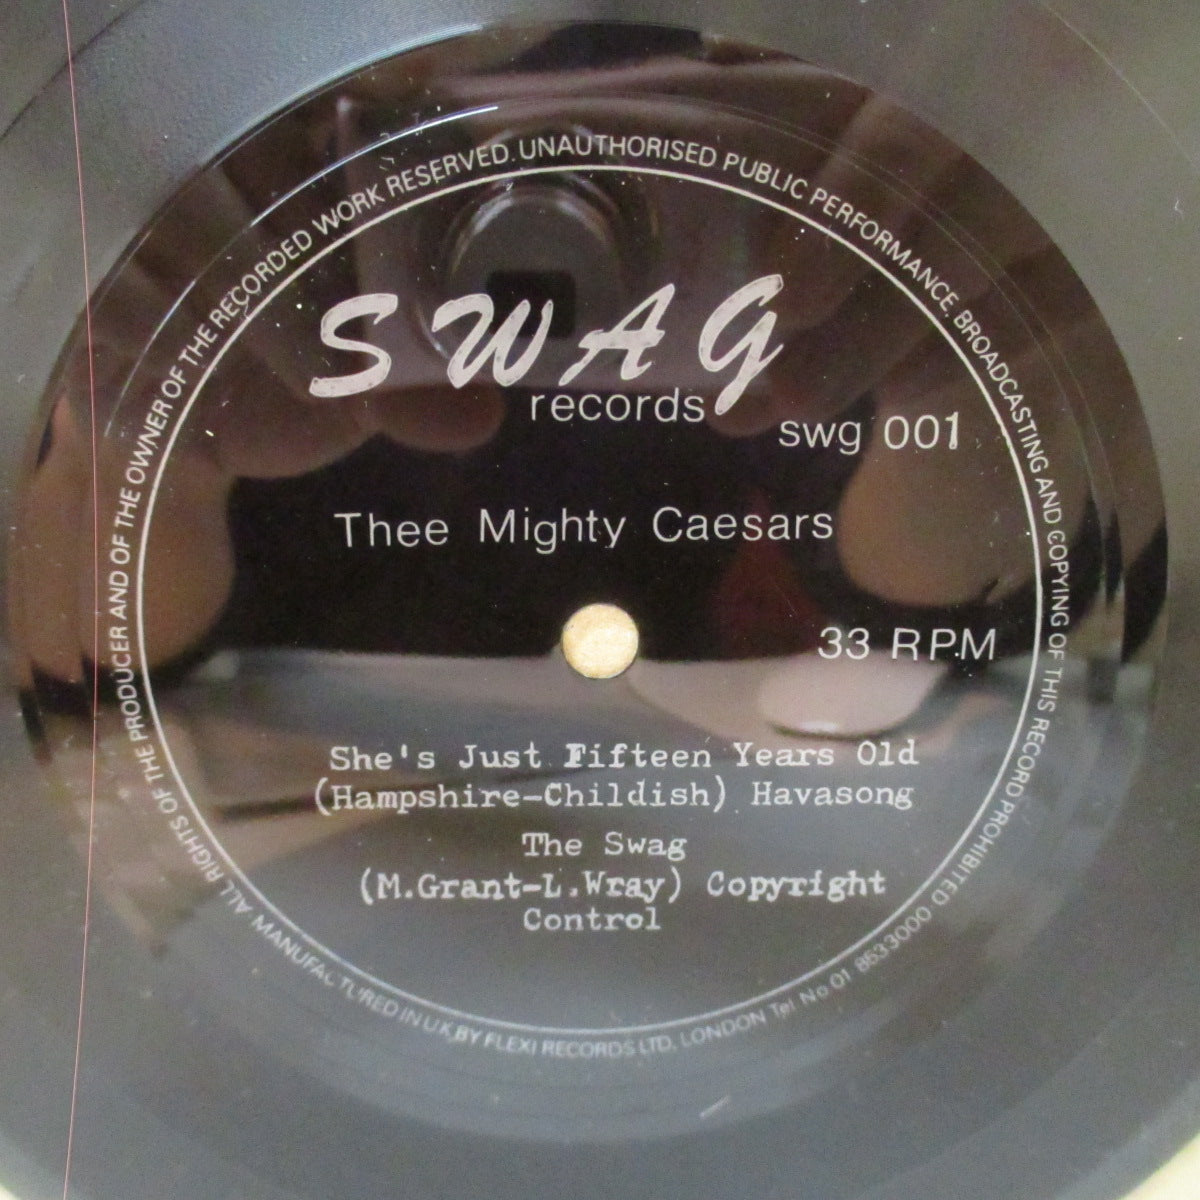 ALL RIGHTS OF THE PRODUCER AND OF THE OWNER OF THE RECORDED WORK RESERVED. UNAUTHORISED PUBLIC PERFORMANCE, BROADCASTING AND COPYING OF THIS RECORD PROHIBITED
SWAG
records
swg 001
Thee Mighty Caesars
33 RPM
She's Just Fifteen Years Old
(Hampshire-Childish) Havasong
The Swag
(M.Grant-L.Wray) Copyright
Control
MANUFACTURED IN U.K. BY FLEXI RECORDS LTD, LONDON Tel No 01 853-3000